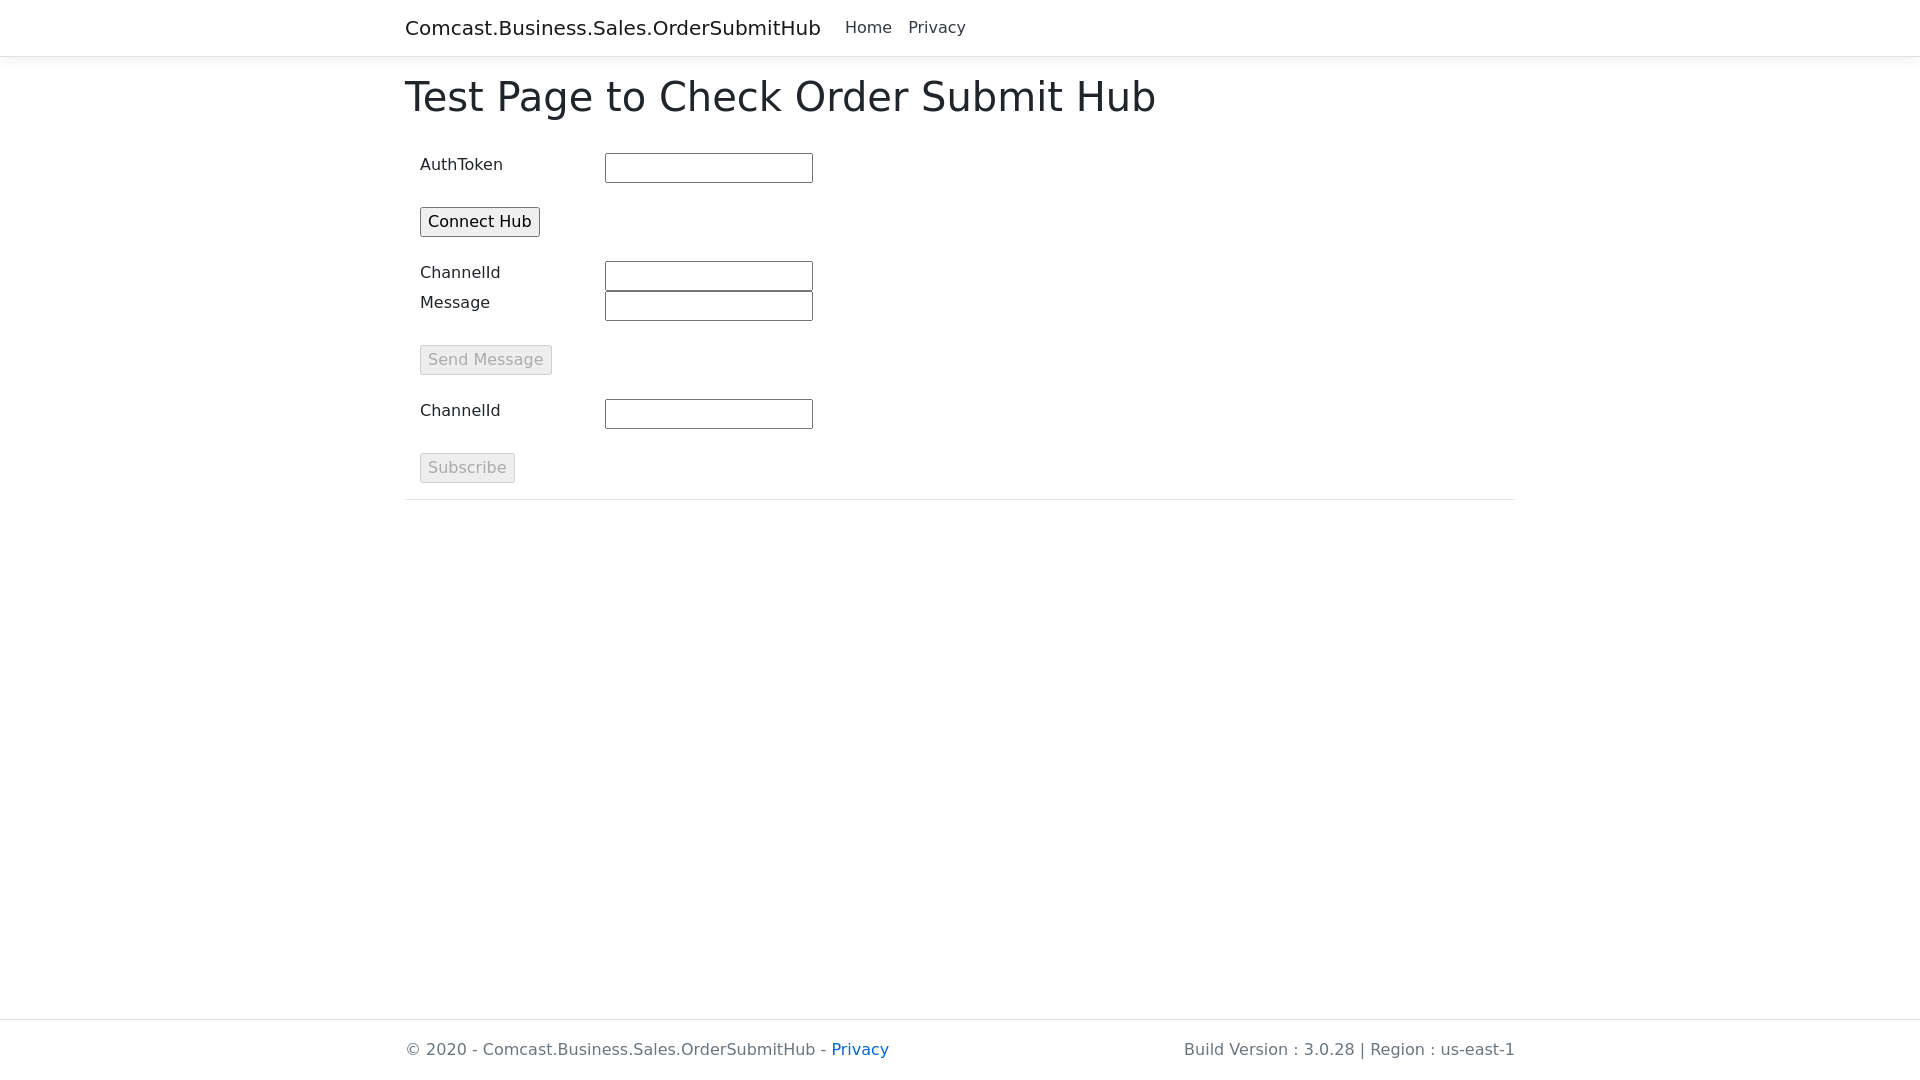 Comcast.Business.Sales.OrderSubmitHub Home Privacy
Test Page to Check Order Submit Hub
AuthToken
Connect Hub
ChannelId
Message
Send Message
ChannelId
Subscribe
© 2020 - Comcast.Business.Sales.OrderSubmitHub - Privacy Build Version : 3.0.28 | Region : us-east-1